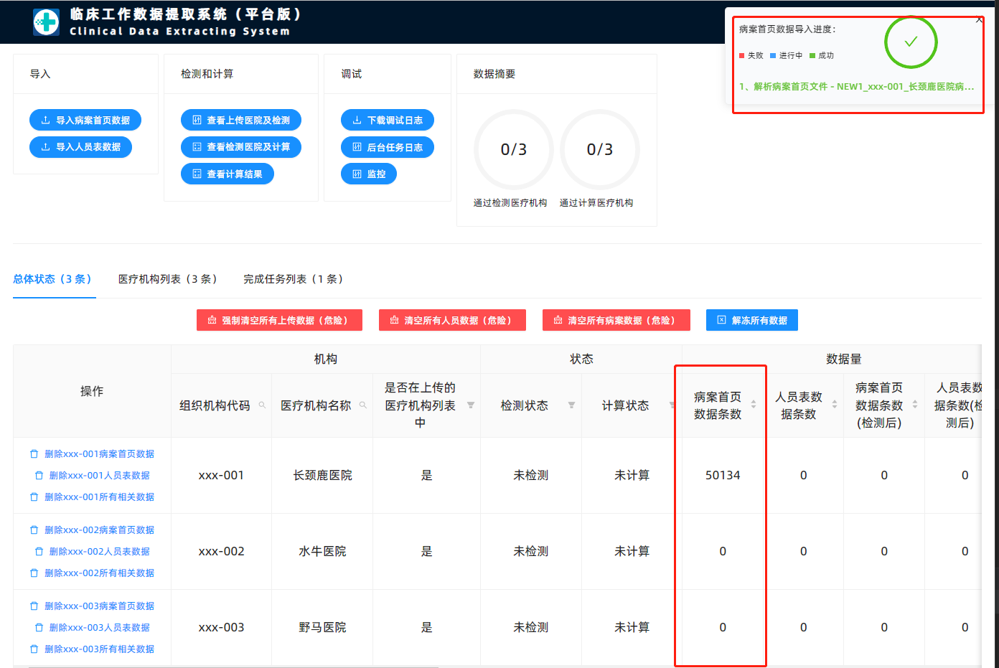 临床工作数据提取系统（平台版）
Clinical Data Extracting System
病案首页数据导入进度：
失败 进行中 成功
1、解析病案首页文件 - NEW1_xxx-001_长颈鹿医院病...
导入
导入病案首页数据
导入人员表数据
检测和计算
查看上传医院及检测
查看检测医院及计算
查看计算结果
调试
下载调试日志
后台任务日志
监控
数据摘要
0/3
通过检测医疗机构
0/3
通过计算医疗机构
总体状态（3 条） 医疗机构列表（3 条） 完成任务列表（1 条）
强制清空所有上传数据（危险） 清空所有人员数据（危险） 清空所有病案数据（危险） 解冻所有数据
操作
机构
状态
数据量
组织机构代码
医疗机构名称
是否在上传的
医疗机构列表
中
检测状态
计算状态
病案首页
数据条数
人员表数
据条数
病案首页
数据条数
(检测后)
人员表数
据条数(检
测后)
删除xxx-001病案首页数据
删除xxx-001人员表数据
删除xxx-001所有相关数据
xxx-001 长颈鹿医院 是 未检测 未计算 50134 0 0 0
删除xxx-002病案首页数据
删除xxx-002人员表数据
删除xxx-002所有相关数据
xxx-002 水牛医院 是 未检测 未计算 0 0 0 0
删除xxx-003病案首页数据
删除xxx-003人员表数据
删除xxx-003所有相关数据
xxx-003 野马医院 是 未检测 未计算 0 0 0 0